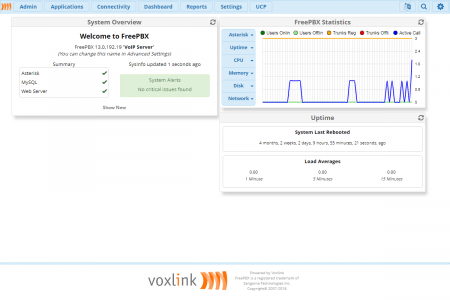 Admin Applications Connectivity Dashboard Reports Settings UCP
System Overview
Welcome to FreePBX
FreePBX 13.0.192.19 'VoIP Server'
(You can change this name in Advanced Settings)
Summary
SysInfo updated 1 seconds ago
Asterisk
MySQL
Web Server
System Alerts
No critical issues found
Show New
FreePBX Statistics
Asterisk
Uptime
CPU
Memory
Disk
Network
Users Onlin Users Offlin Trunks Reg Trunks Offli Active Call
Uptime
System Last Rebooted
4 months, 2 weeks, 2 days, 9 hours, 55 minutes, 21 seconds, ago
Load Averages
0.00 0.00 0.00
1 Minute 5 Minutes 15 Minutes
voxlink
Powered by Voxlink
FreePBX is a registered trademark of
Sangoma Technologies Inc.